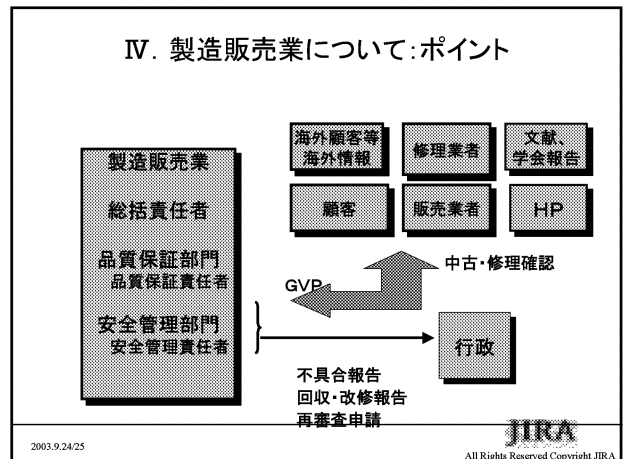 Ⅳ．製造販売業について：ポイント
製造販売業
総括責任者
品質保証部門
品質保証責任者
安全管理部門
安全管理責任者
海外顧客等
海外情報
修理業者
文献、
学会報告
顧客
販売業者
HP
GVP
中古・修理確認
行政
不具合報告
回収・改修報告
再審査申請
2003.9.24/25
JIRA
All Rights Reserved Copyright JIRA